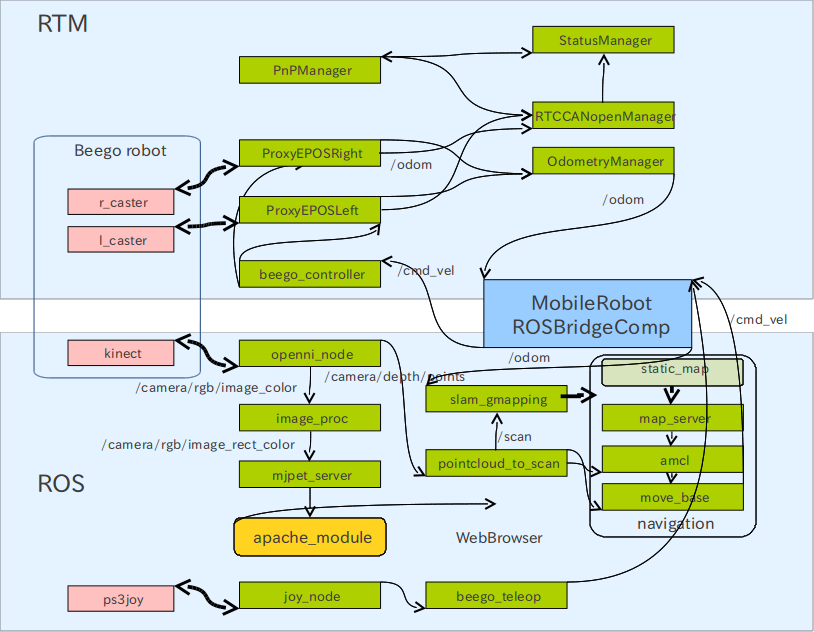 RTM
StatusManager
PnPManager
RTCCANopenManager
Beego robot
ProxyEPOSRight
/odom
OdometryManager
r_caster
ProxyEPOSLeft
/odom
l_caster
beego_controller
/cmd_vel
MobileRobot
ROSBridgeComp
/cmd_vel
kinect
openni_node
/odom
/camera/rgb/image_color
/camera/depth/points
static_map
slam_gmapping
image_proc
map_server
/scan
/camera/rgb/image_rect_color
pointcloud_to_scan
amcl
ROS
mjpet_server
move_base
navigation
apache_module
WebBrowser
ps3joy
joy_node
beego_teleop